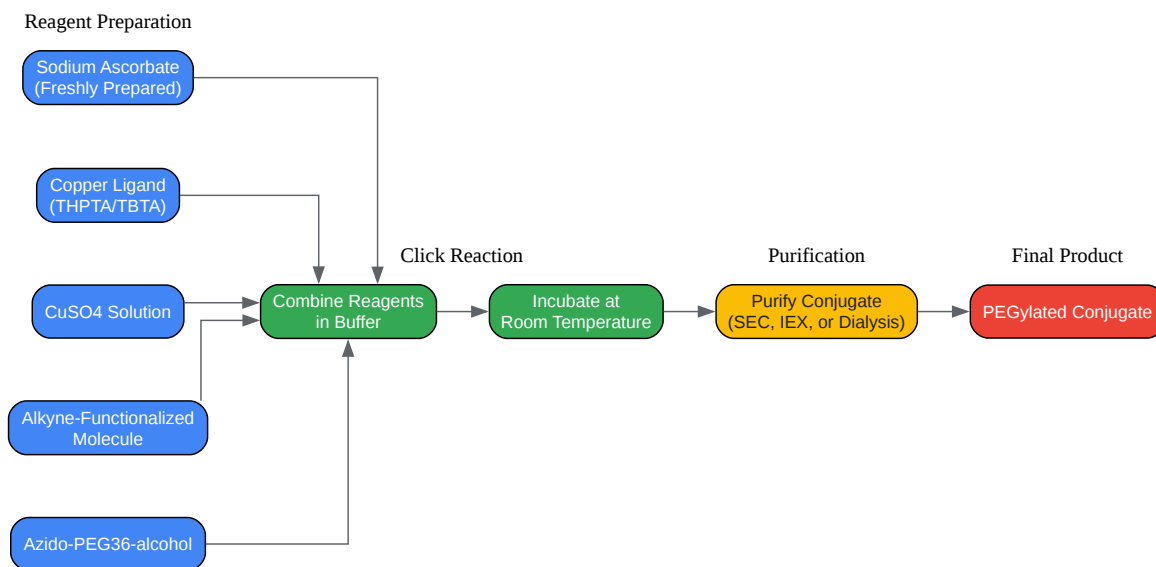 Reagent Preparation
Sodium Ascorbate
(Freshly Prepared)
Copper Ligand
(THPTA/TBTA)
CuSO4 Solution
Alkyne-Functionalized
Molecule
Azido-PEG36-alcohol
Click Reaction
Combine Reagents
in Buffer
Incubate at
Room Temperature
Purification
Purify Conjugate
(SEC, IEX, or Dialysis)
Final Product
PEGylated Conjugate